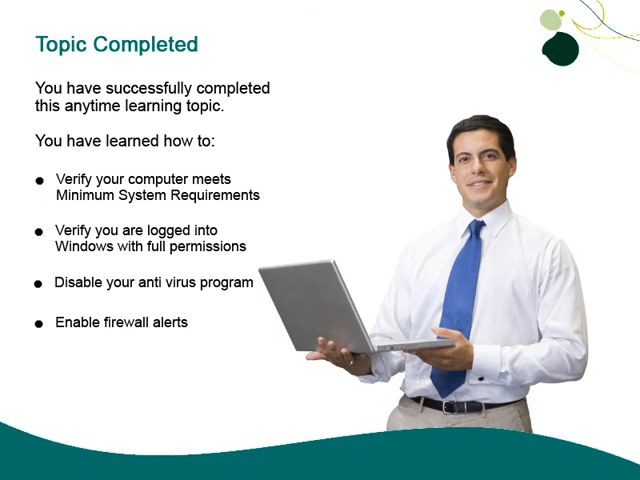 Topic Completed
You have successfully completed
this anytime learning topic.
You have learned how to:
Verify your computer meets
Minimum System Requirements
Verify you are logged into
Windows with full permissions
Disable your anti virus program
Enable firewall alerts